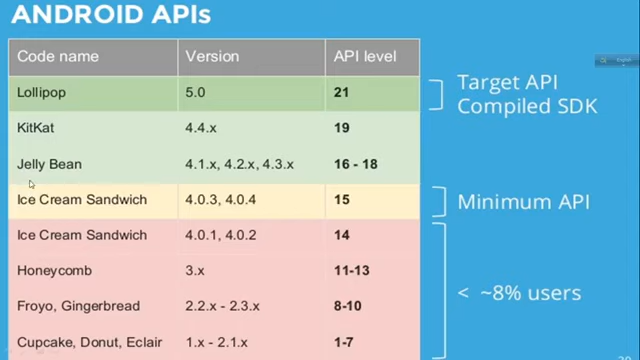 ANDROID APIs
Code name Version API level
Lollipop 5.0 21
Target API
Compiled SDK
KitKat 4.4.x 19
Jelly Bean 4.1.x, 4.2.x, 4.3.x 16 - 18
Ice Cream Sandwich 4.0.3, 4.0.4 15
Minimum API
Ice Cream Sandwich 4.0.1, 4.0.2 14
Honeycomb 3.x 11-13
< ~8% users
Froyo, Gingerbread 2.2.x - 2.3.x 8-10
Cupcake, Donut, Eclair 1.x - 2.1.x 1-7